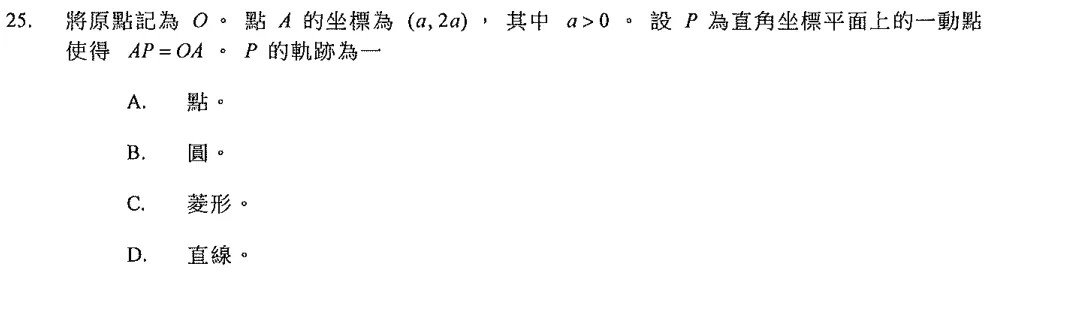 25. 將原點記為 O 。 點 A 的坐標為 (a, 2a) ， 其中 a > 0 。 設 P 為直角坐標平面上的一動點
使得 AP = OA 。 P 的軌跡為一
A. 點。
B. 圓。
C. 菱形。
D. 直線。